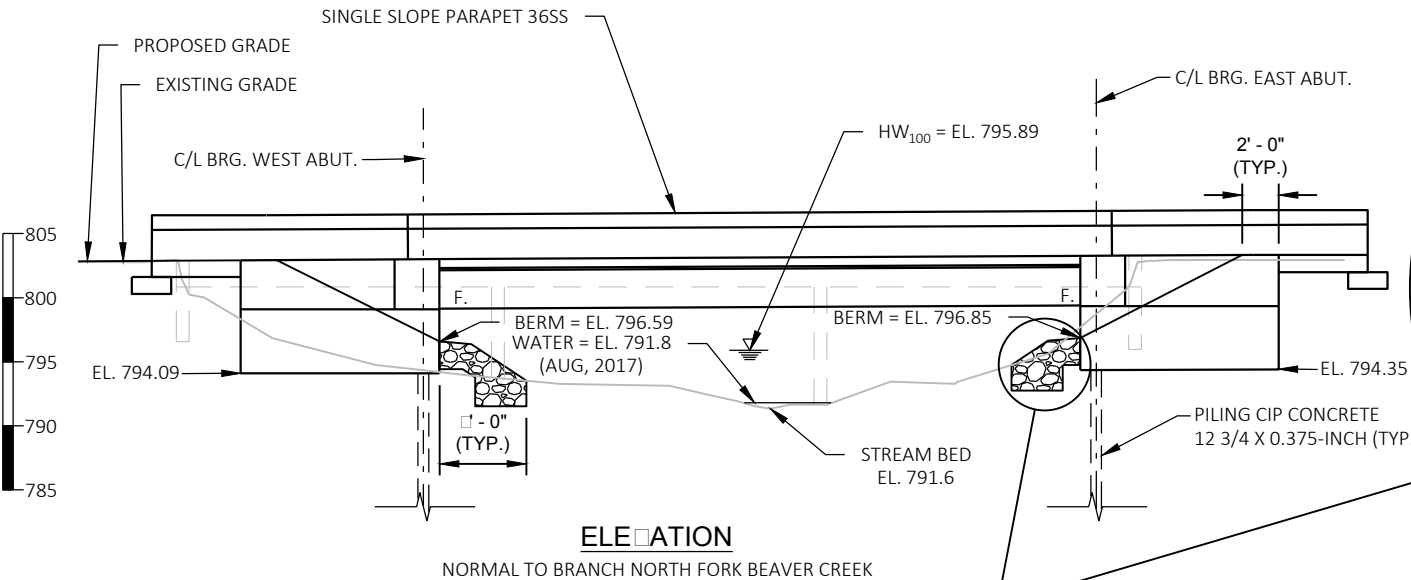 SINGLE SLOPE PARAPET 36SS
PROPOSED GRADE
EXISTING GRADE
C/L BRG. EAST ABUT.
HW100 = EL. 795.89
C/L BRG. WEST ABUT.
2' - 0"
(TYP.)
805
800
795
790
785
F.
F.
BERM = EL. 796.59
BERM = EL. 796.85
WATER = EL. 791.8
(AUG, 2017)
EL. 794.09
EL. 794.35
□' - 0"
(TYP.)
PILING CIP CONCRETE
12 3/4 X 0.375-INCH (TYP.
STREAM BED
EL. 791.6
ELE□ATION
NORMAL TO BRANCH NORTH FORK BEAVER CREEK